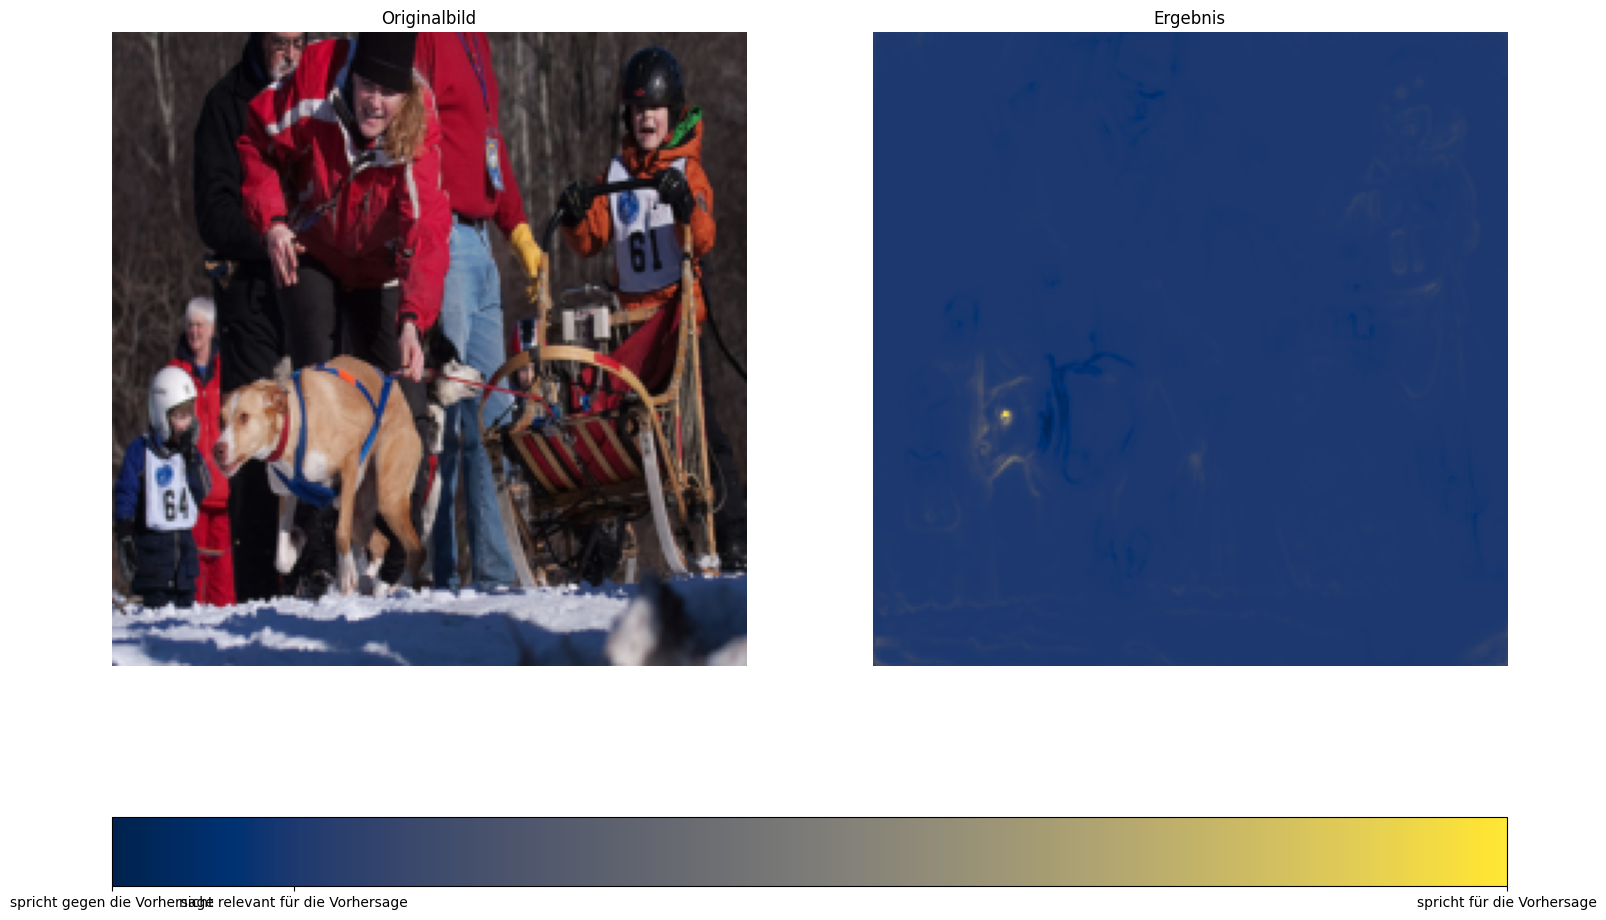 Originalbild
Ergebnis
61
64
spricht gegen die Vorhersage
nicht relevant für die Vorhersage
spricht für die Vorhersage